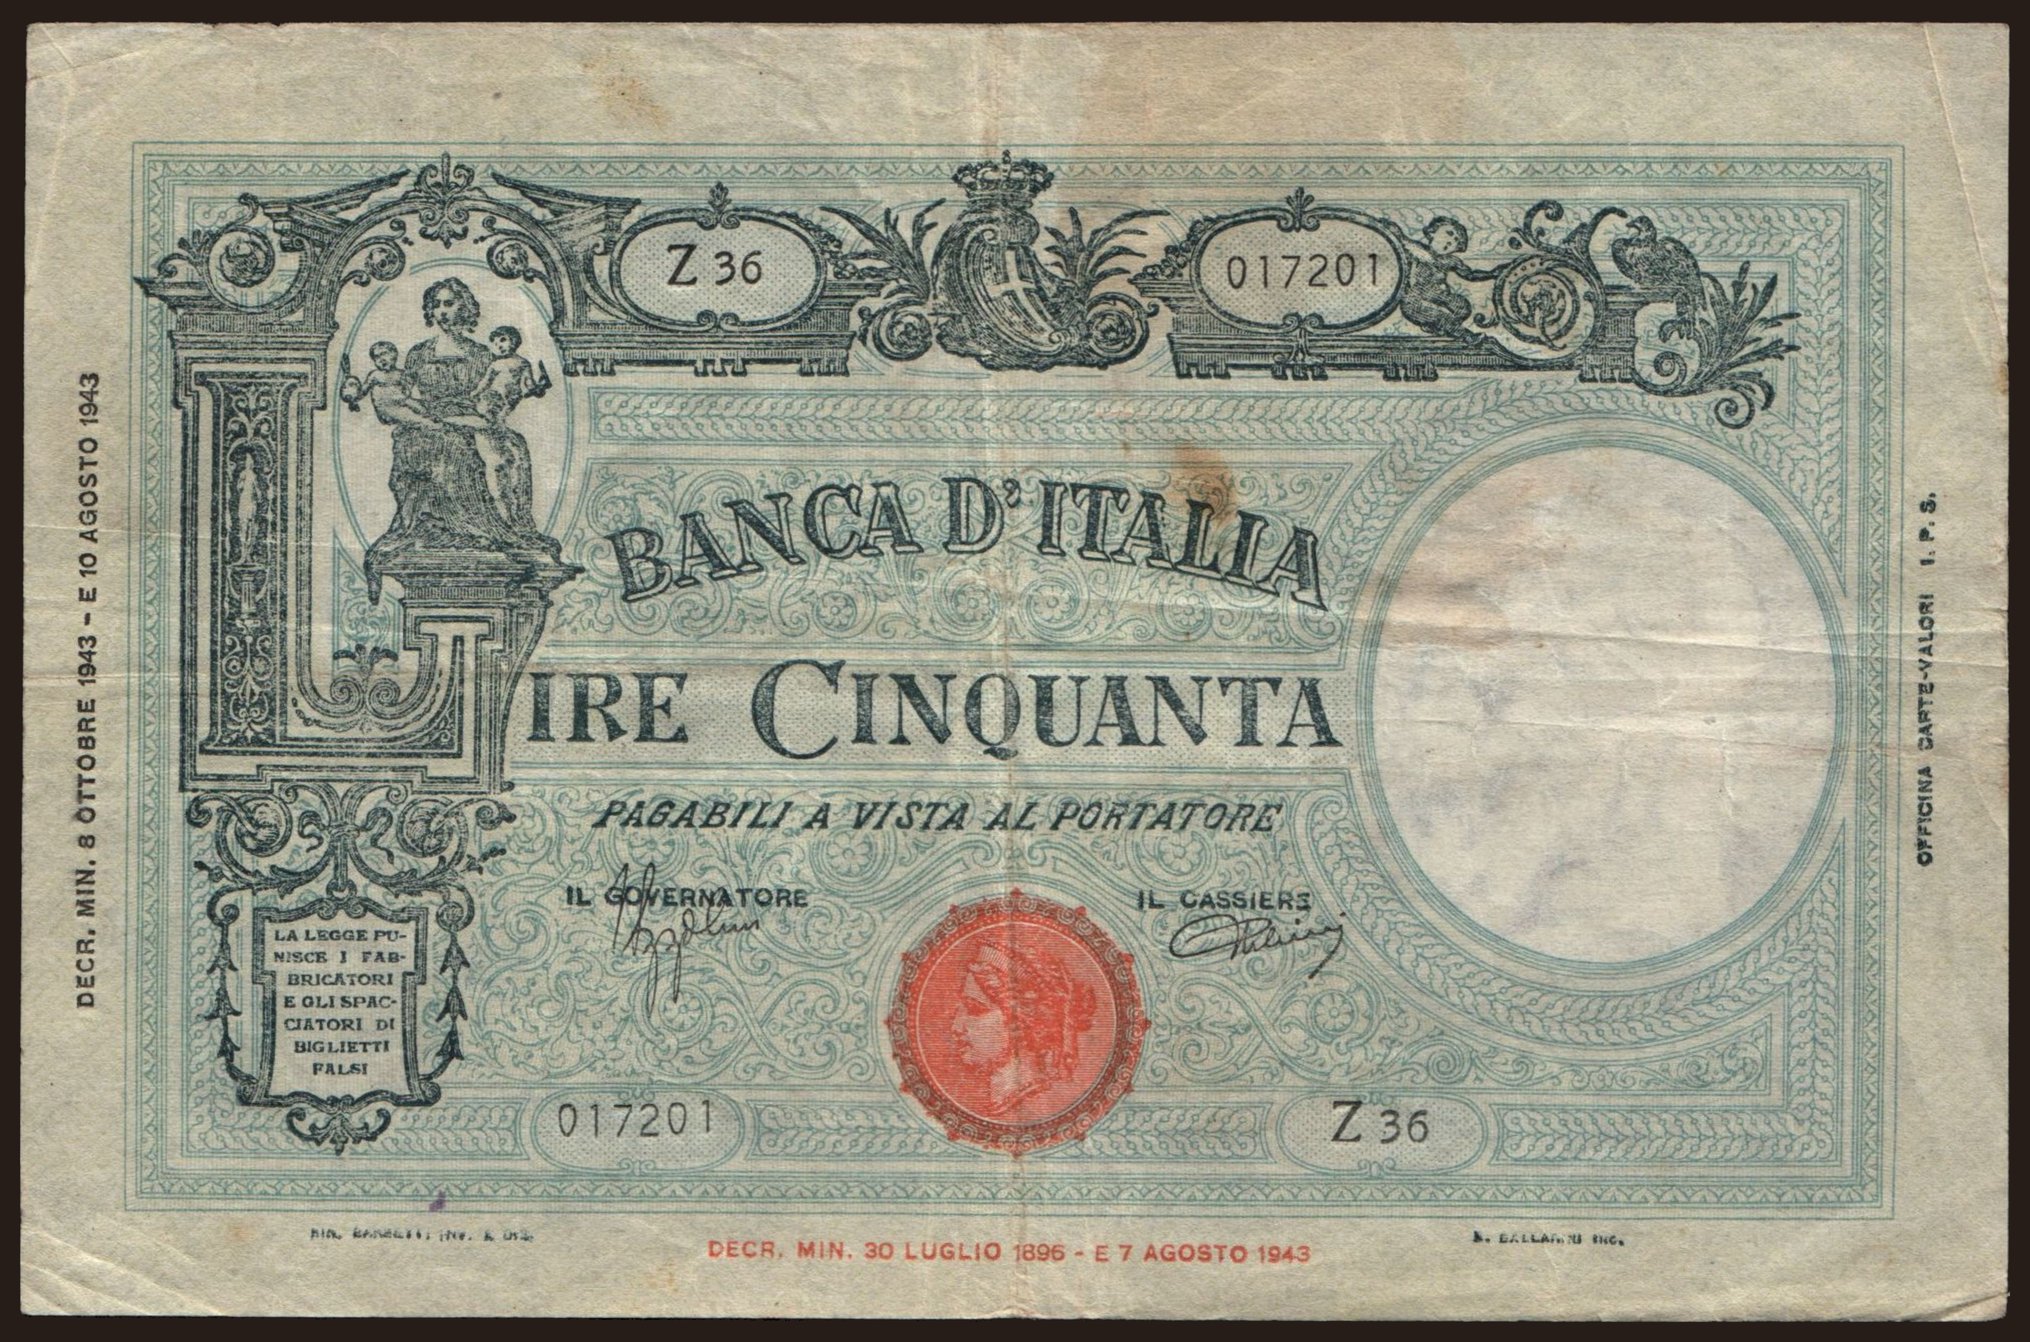 Z 36
017201
BANCA D'ITALIA
LIRE CINQUANTA
PAGABILI A VISTA AL PORTATORE
IL GOVERNATORE
IL CASSIERE
LA LEGGE PU-
NISCE I FAB-
BRICATORI
E GLI SPAC-
CIATORI DI
BIGLIETTI
FALSI
017201
Z 36
DECR. MIN. 30 LUGLIO 1896 - E 7 AGOSTO 1943
DECR. MIN. 8 OTTOBRE 1943 - E 10 AGOSTO 1943
OFFICINA CARTE-VALORI I. P. S.